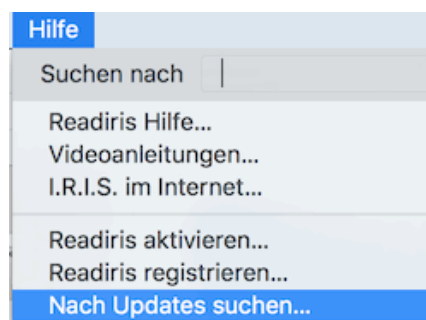 Hilfe
Suchen nach
Readiris Hilfe...
Videoanleitungen...
I.R.I.S. im Internet...
Readiris aktivieren...
Readiris registrieren...
Nach Updates suchen...